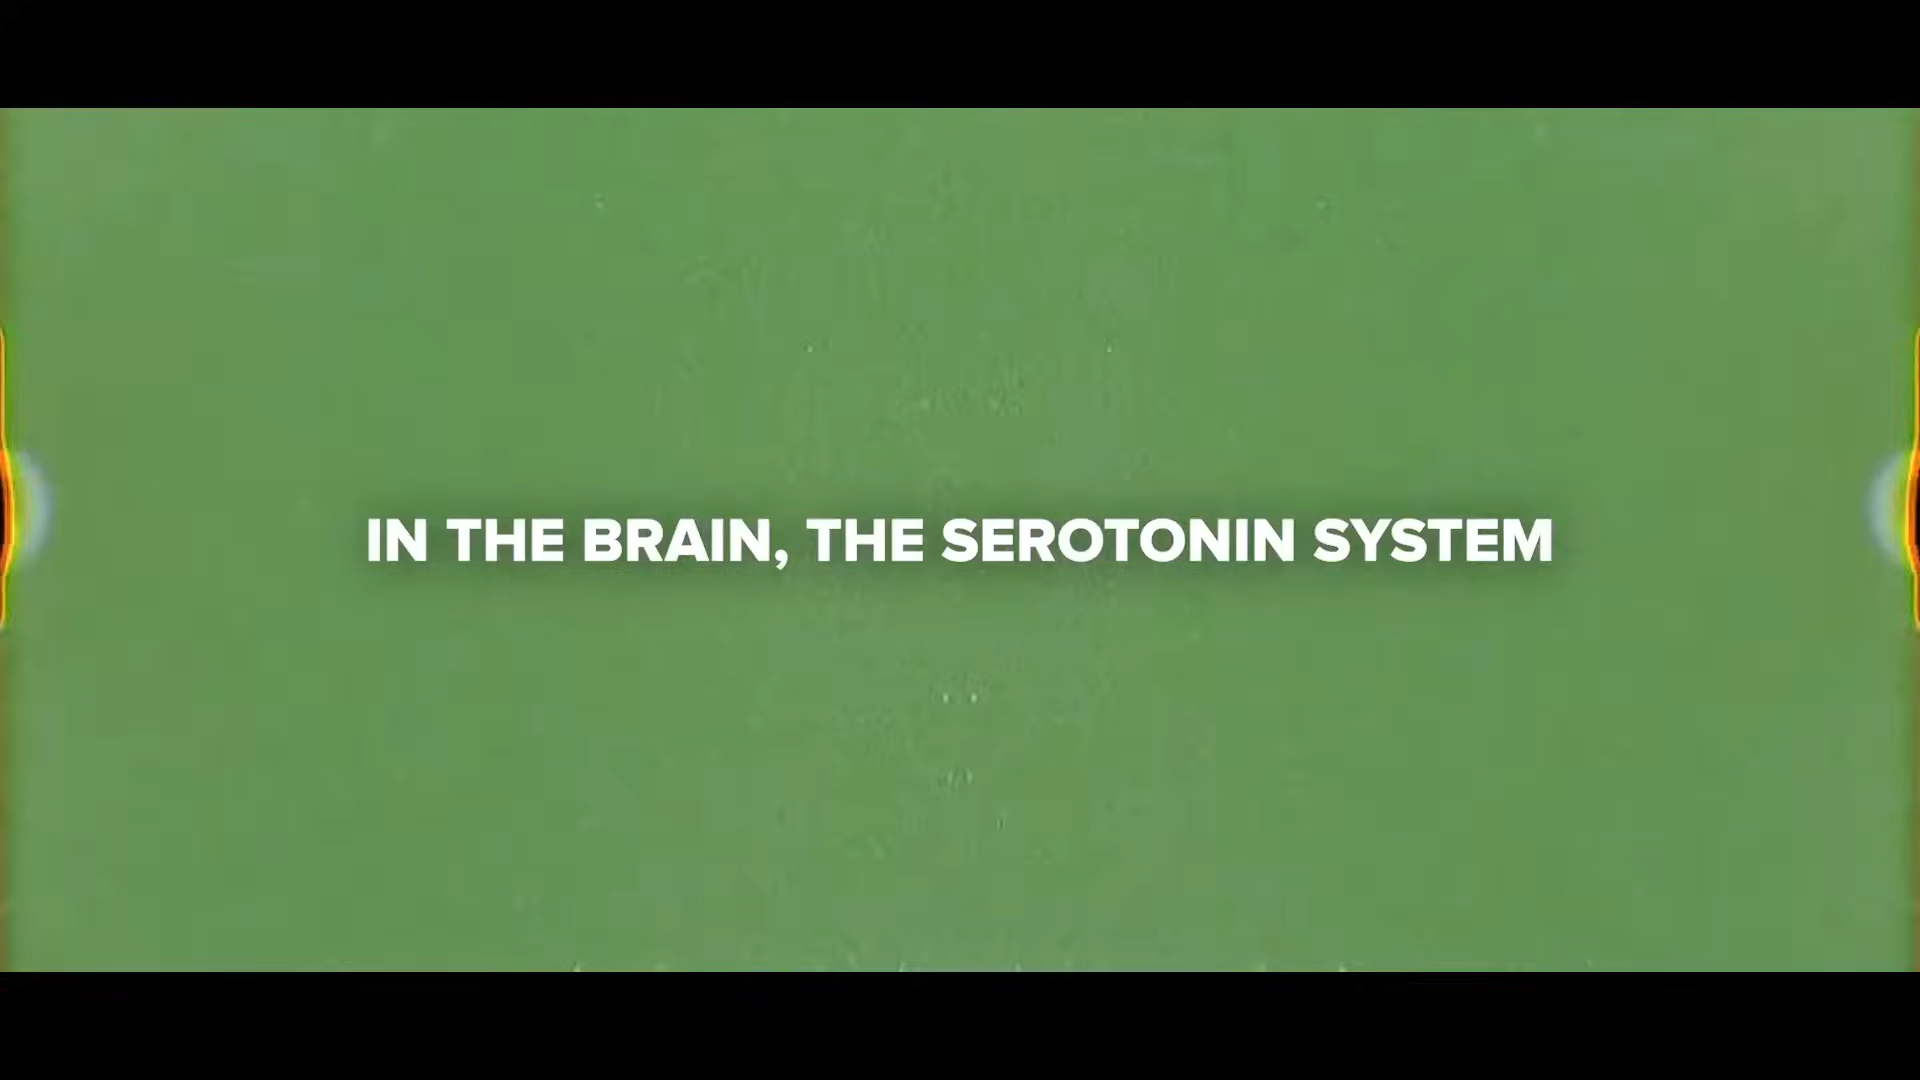 IN THE BRAIN, THE SEROTONIN SYSTEM